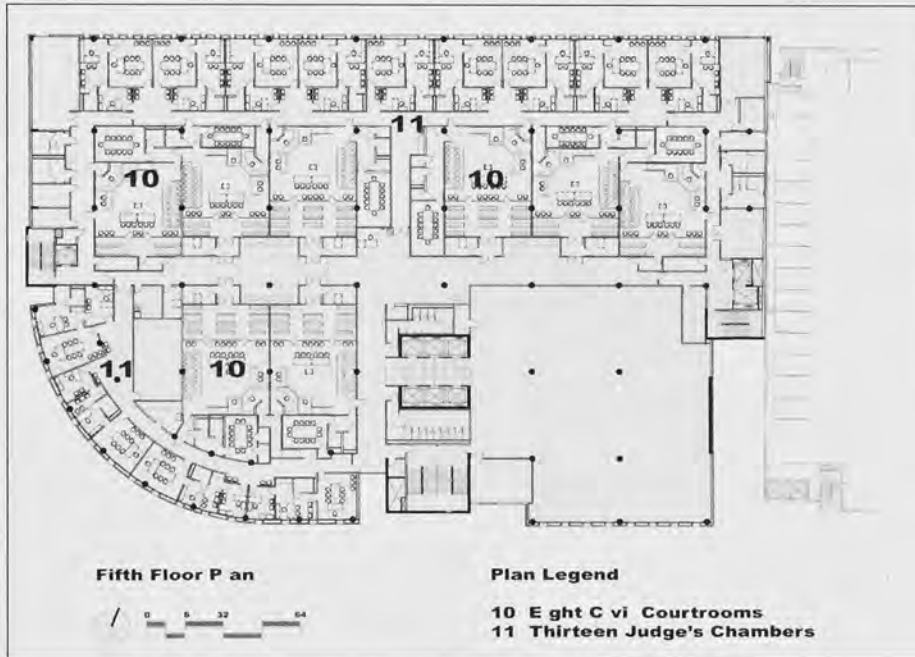 11
10
10
11
10
Fifth Floor P an
0 6 32 64
Plan Legend
10 E ght C vi Courtrooms
11 Thirteen Judge's Chambers